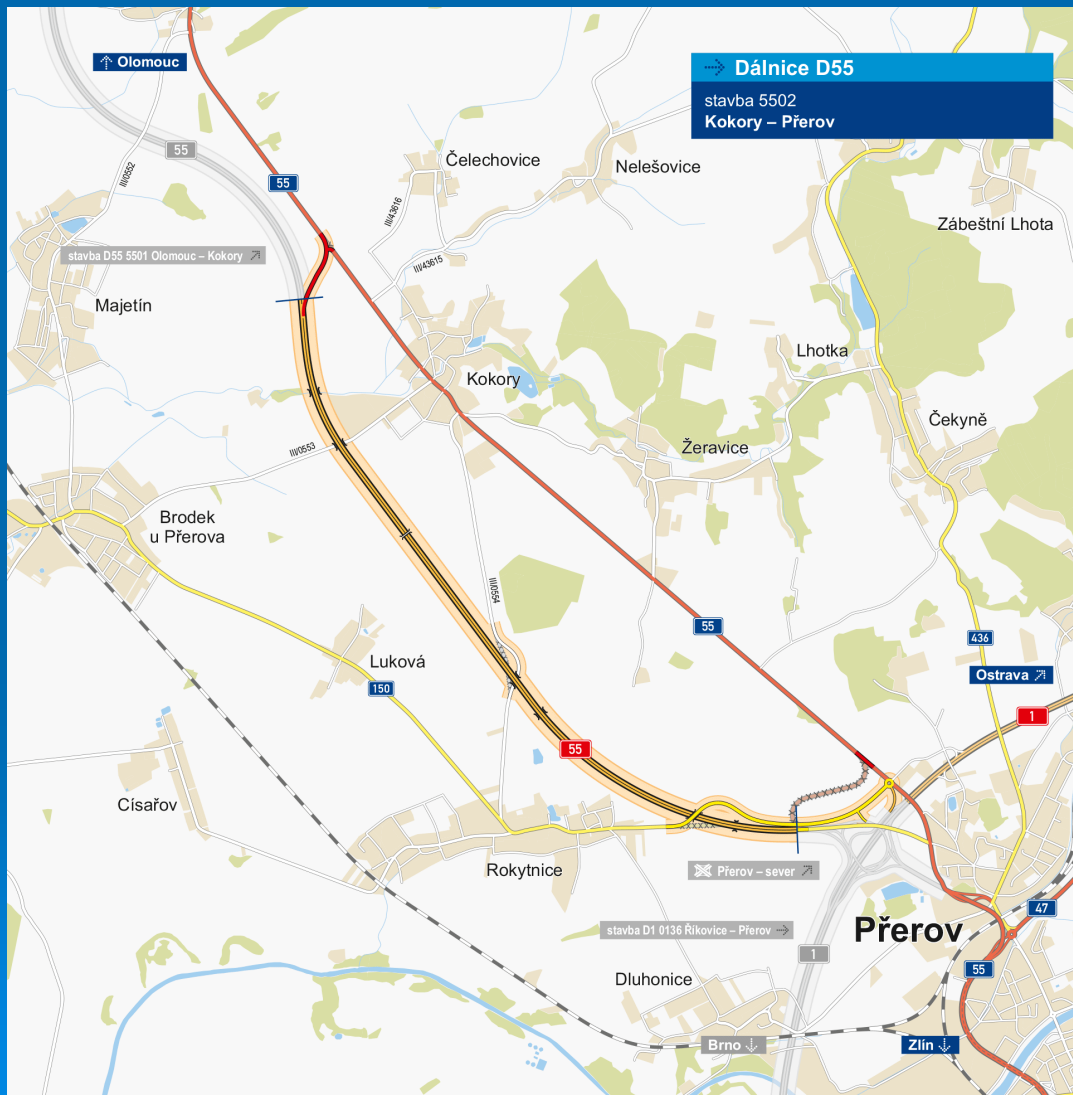 Olomouc
Dálnice D55
stavba 5502
Kokory – Přerov
55
Čelechovice
Nelešovice
III/0552
55
III/43616
Zábeštní Lhota
stavba D55 5501 Olomouc – Kokory
III/43615
Majetín
Lhotka
Kokory
Čekyně
Žeravice
III/0553
Brodek
u Přerova
III/0554
55
436
Luková
Ostrava
150
1
55
Císařov
Rokytnice
Přerov – sever
47
stavba D1 0136 Říkovice – Přerov
Přerov
1
55
Dluhonice
Brno
Zlín